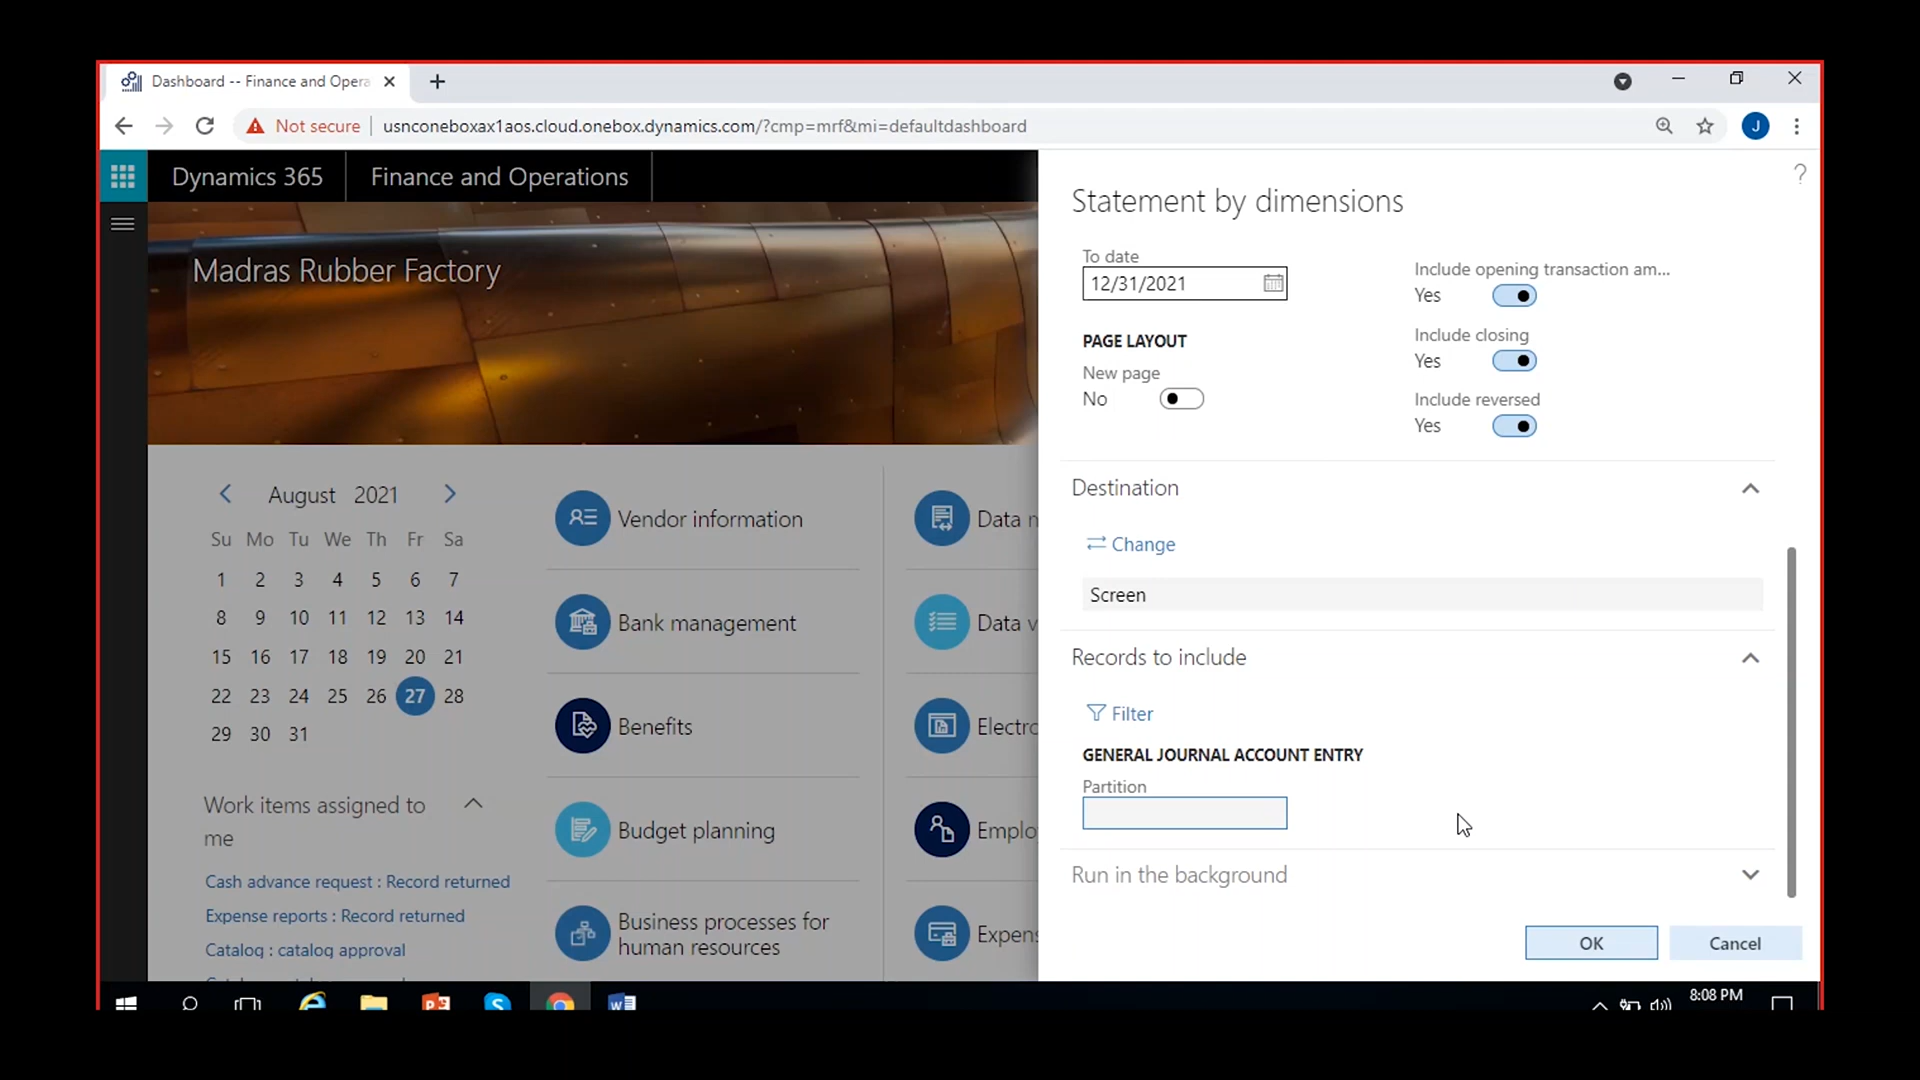 Dashboard -- Finance and Opera
Not secure
usnconeboxax1aos.cloud.onebox.dynamics.com/?cmp=mrf&mi=defaultdashboard
J
Dynamics 365
Finance and Operations
?
Madras Rubber Factory
August 2021
Su Mo Tu We Th Fr Sa
1 2 3 4 5 6 7
8 9 10 11 12 13 14
15 16 17 18 19 20 21
22 23 24 25 26 27 28
29 30 31
Work items assigned to
me
Cash advance request : Record returned
Expense reports : Record returned
Catalog : catalog approval
Vendor information
Bank management
Benefits
Budget planning
Business processes for
human resources
Data
Data
Electro
Emplo
Expens
Statement by dimensions
To date
12/31/2021
PAGE LAYOUT
New page
No
Include opening transaction am...
Yes
Include closing
Yes
Include reversed
Yes
Destination
Change
Screen
Records to include
Filter
GENERAL JOURNAL ACCOUNT ENTRY
Partition
Run in the background
OK
Cancel
8:08 PM